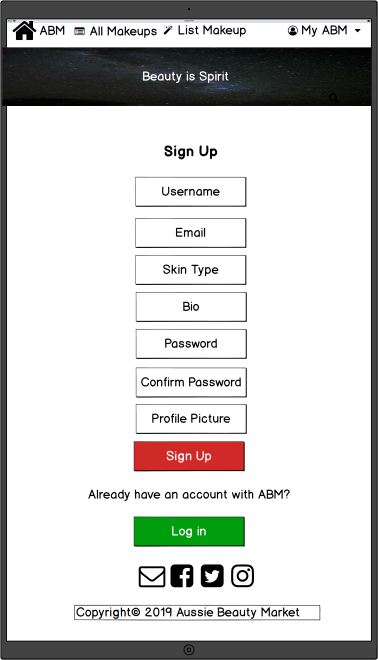 ABM All Makeups List Makeup My ABM
Beauty is Spirit
Sign Up
Username
Email
Skin Type
Bio
Password
Confirm Password
Profile Picture
Sign Up
Already have an account with ABM?
Log in
Copyright© 2019 Aussie Beauty Market